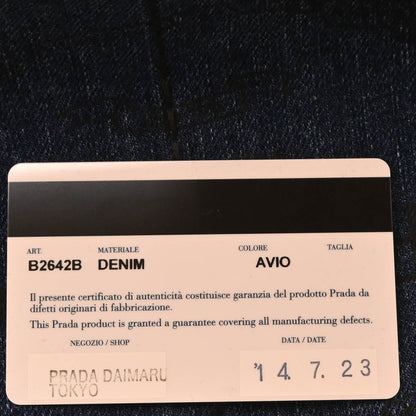 ART. MATERIALE COLORE TAGLIA
B2642B DENIM AVIO
Il presente certificato di autenticità costituisce garanzia del prodotto Prada da
difetti originari di fabbricazione.
This Prada product is granted a guarantee covering all manufacturing defects.
NEGOZIO / SHOP DATA / DATE
PRADA DAIMARU '14. 7. 23
TOKYO